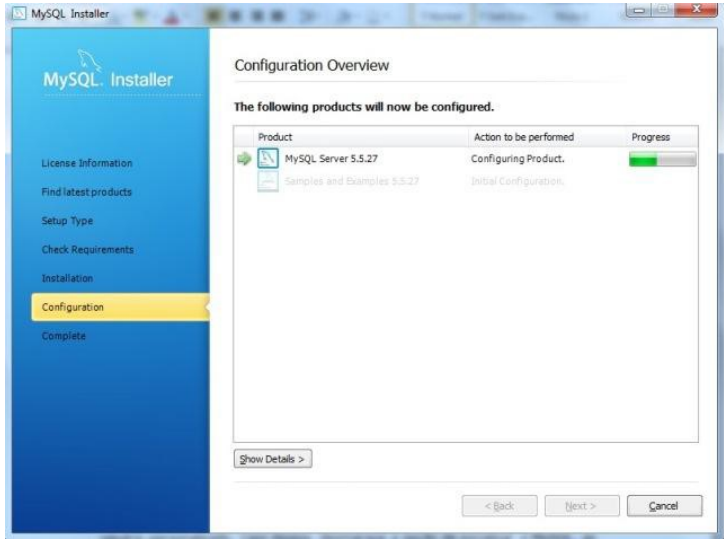 MySQL Installer
MySQL. Installer
License Information
Find latest products
Setup Type
Check Requirements
Installation
Configuration
Complete
Configuration Overview
The following products will now be configured.
Product Action to be performed Progress
MySQL Server 5.5.27 Configuring Product.
Samples and Examples 5.5.27 Initial Configuration.
Show Details >
< Back Next > Cancel